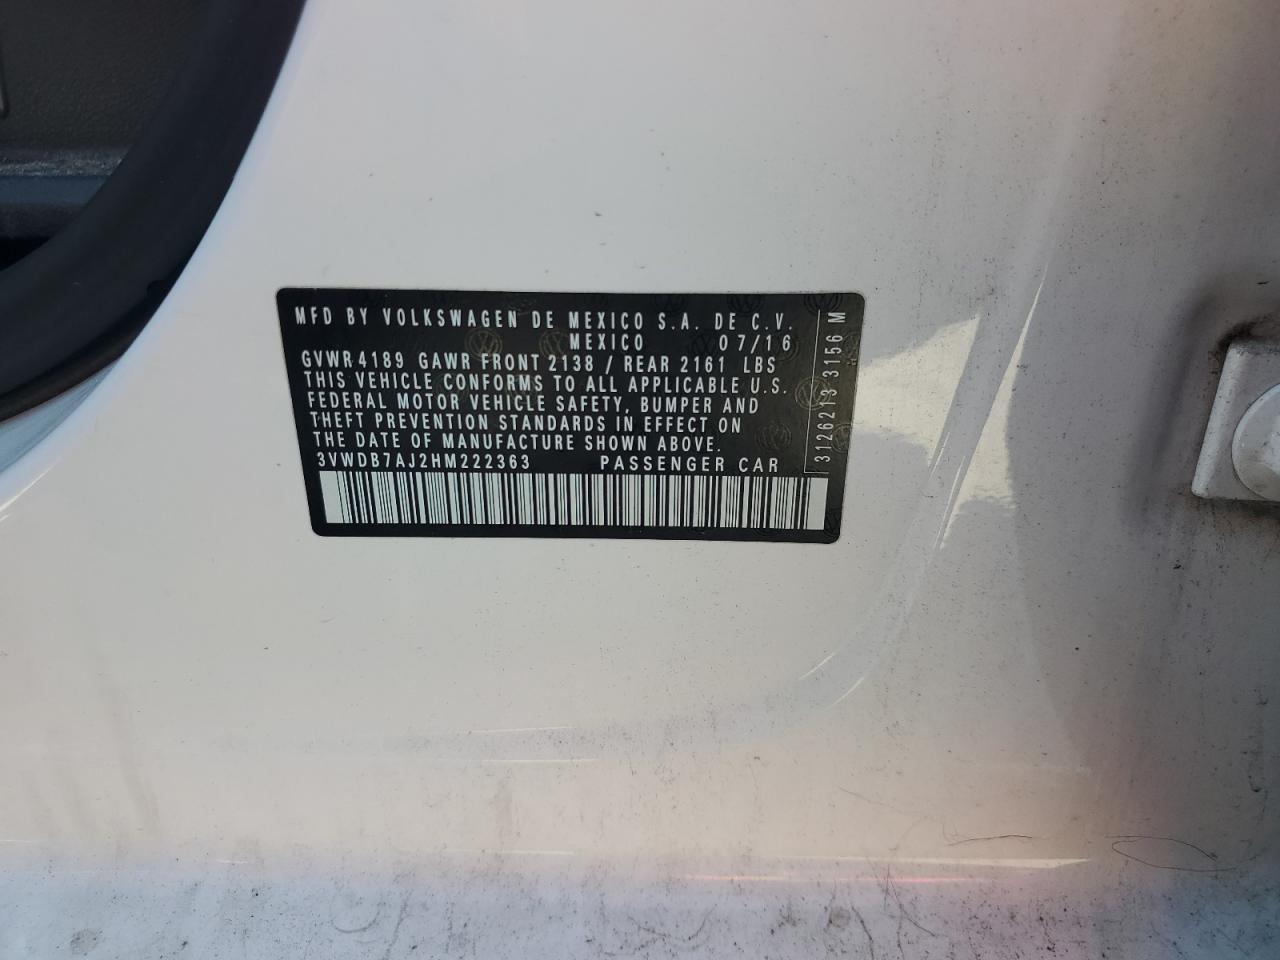 MFD BY VOLKSWAGEN DE MEXICO S.A. DE C.V.
MEXICO 07/16
GVWR 4189 GAWR FRONT 2138 / REAR 2161 LBS
THIS VEHICLE CONFORMS TO ALL APPLICABLE U.S.
FEDERAL MOTOR VEHICLE SAFETY, BUMPER AND
THEFT PREVENTION STANDARDS IN EFFECT ON
THE DATE OF MANUFACTURE SHOWN ABOVE.
3VWDB7AJ2HM222363 PASSENGER CAR
3126213 3156 M